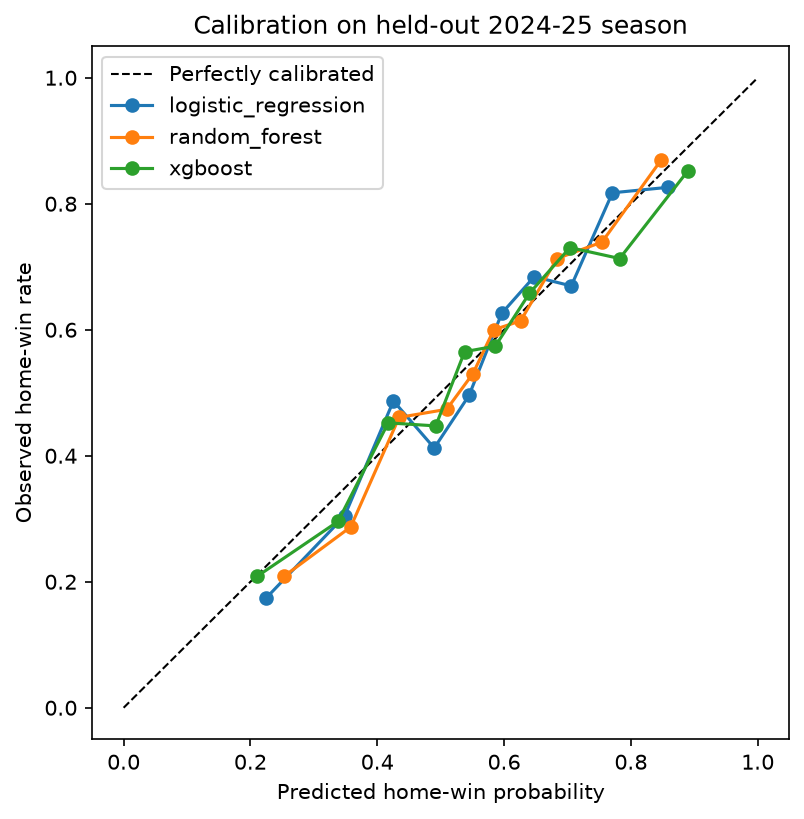 Calibration on held-out 2024-25 season
Perfectly calibrated
logistic_regression
random_forest
xgboost
Observed home-win rate
1.0
0.8
0.6
0.4
0.2
0.0
0.0 0.2 0.4 0.6 0.8 1.0
Predicted home-win probability